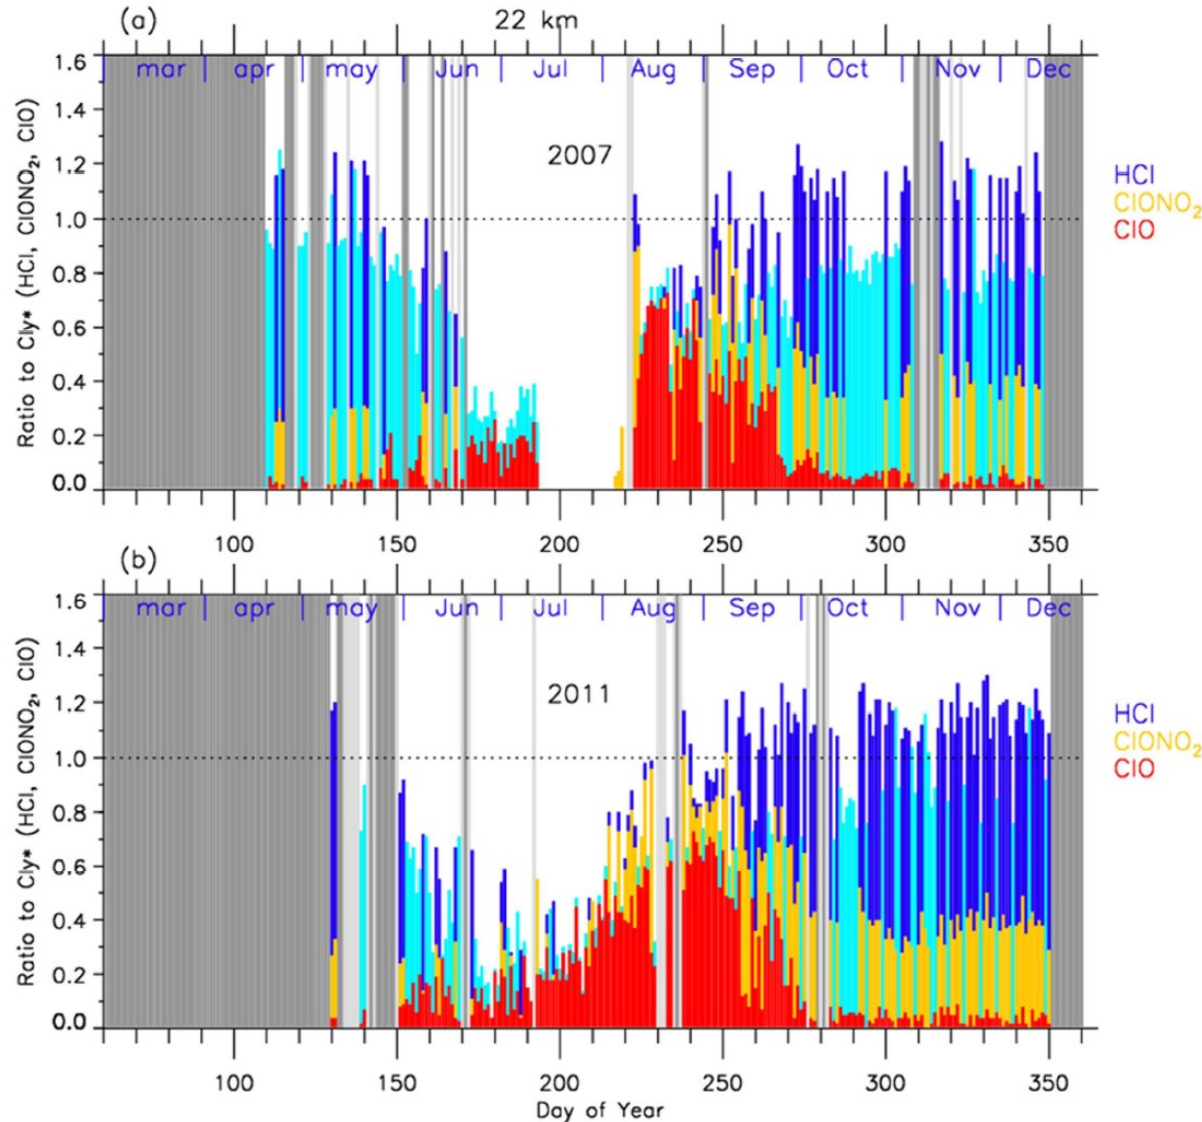 (a)
22 km
1.6
1.4
1.2
1.0
0.8
0.6
0.4
0.2
0.0
Ratio to Cly* (HCl, ClONO₂, ClO)
mar | apr | may | Jun | Jul | Aug | Sep | Oct | Nov | Dec
2007
HCl
ClONO₂
ClO
100 150 200 250 300 350
(b)
1.6
1.4
1.2
1.0
0.8
0.6
0.4
0.2
0.0
Ratio to Cly* (HCl, ClONO₂, ClO)
mar | apr | may | Jun | Jul | Aug | Sep | Oct | Nov | Dec
2011
HCl
ClONO₂
ClO
100 150 200 250 300 350
Day of Year